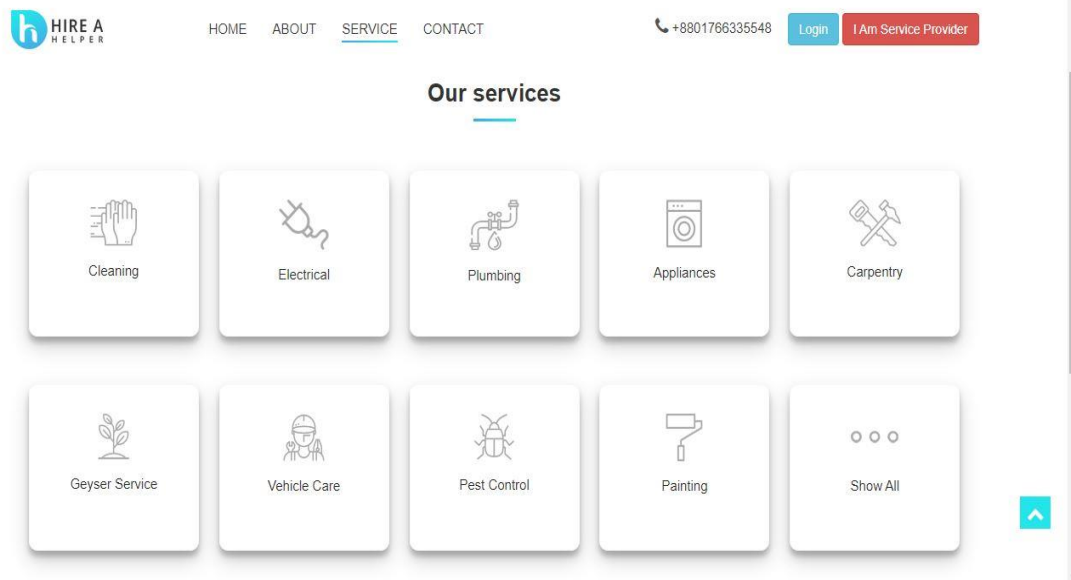 HIRE A
HELPER
HOME ABOUT SERVICE CONTACT
+8801766335548
Login
I Am Service Provider
Our services
Cleaning
Electrical
Plumbing
Appliances
Carpentry
Geyser Service
Vehicle Care
Pest Control
Painting
Show All